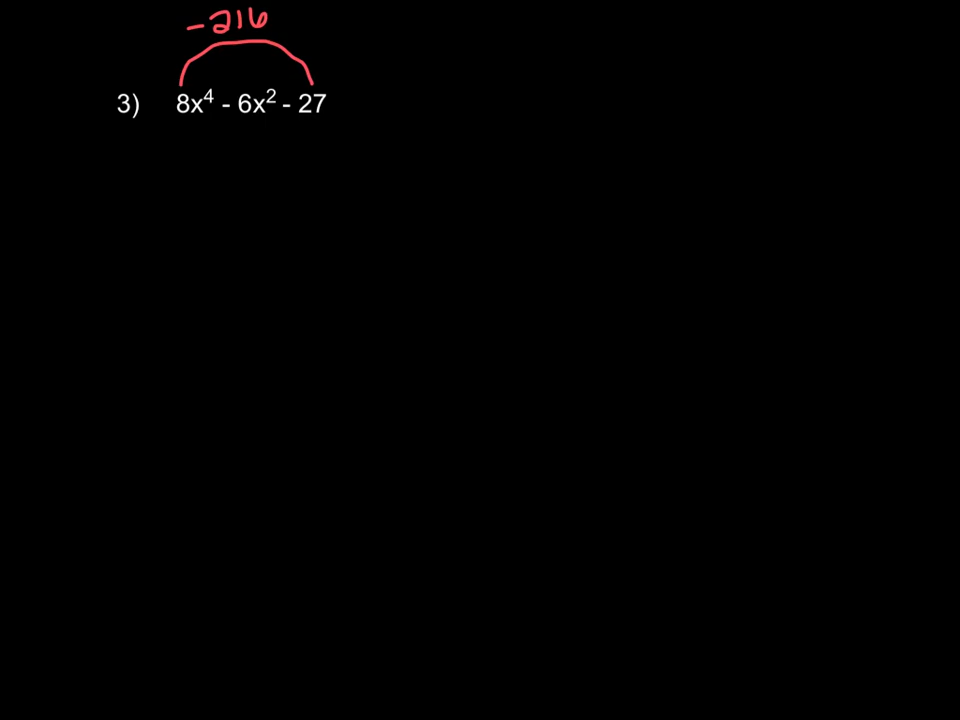 -216
3) 8x⁴ - 6x² - 27